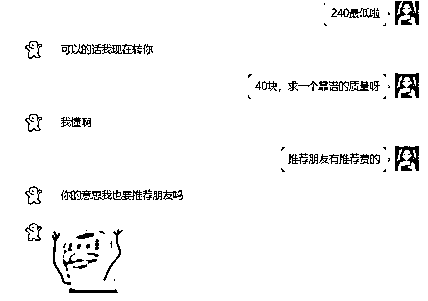 240最低啦
可以的话我现在转你
40块，求一个靠谱的质量呀
我懂啊
推荐朋友有推荐费的
你的意思我也要推荐朋友吗